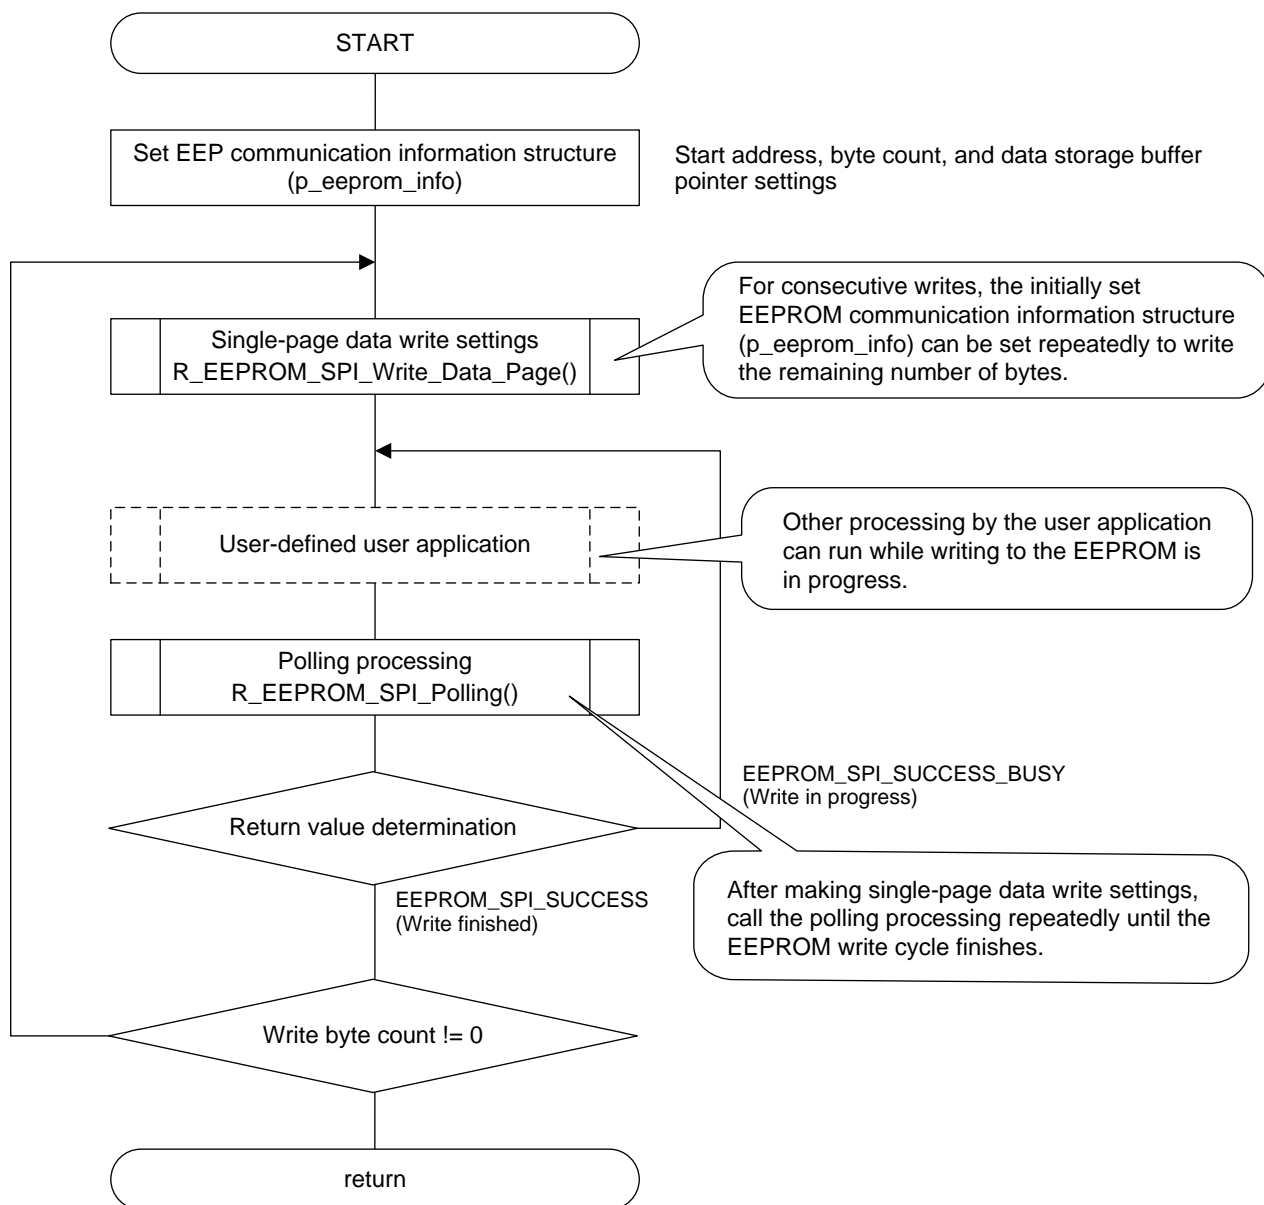 START
Set EEP communication information structure
(p_eeprom_info)
Start address, byte count, and data storage buffer
pointer settings
For consecutive writes, the initially set
EEPROM communication information structure
(p_eeprom_info) can be set repeatedly to write
the remaining number of bytes.
Single-page data write settings
R_EEPROM_SPI_Write_Data_Page()
User-defined user application
Other processing by the user application
can run while writing to the EEPROM is
in progress.
Polling processing
R_EEPROM_SPI_Polling()
EEPROM_SPI_SUCCESS_BUSY
(Write in progress)
Return value determination
EEPROM_SPI_SUCCESS
(Write finished)
After making single-page data write settings,
call the polling processing repeatedly until the
EEPROM write cycle finishes.
Write byte count != 0
return